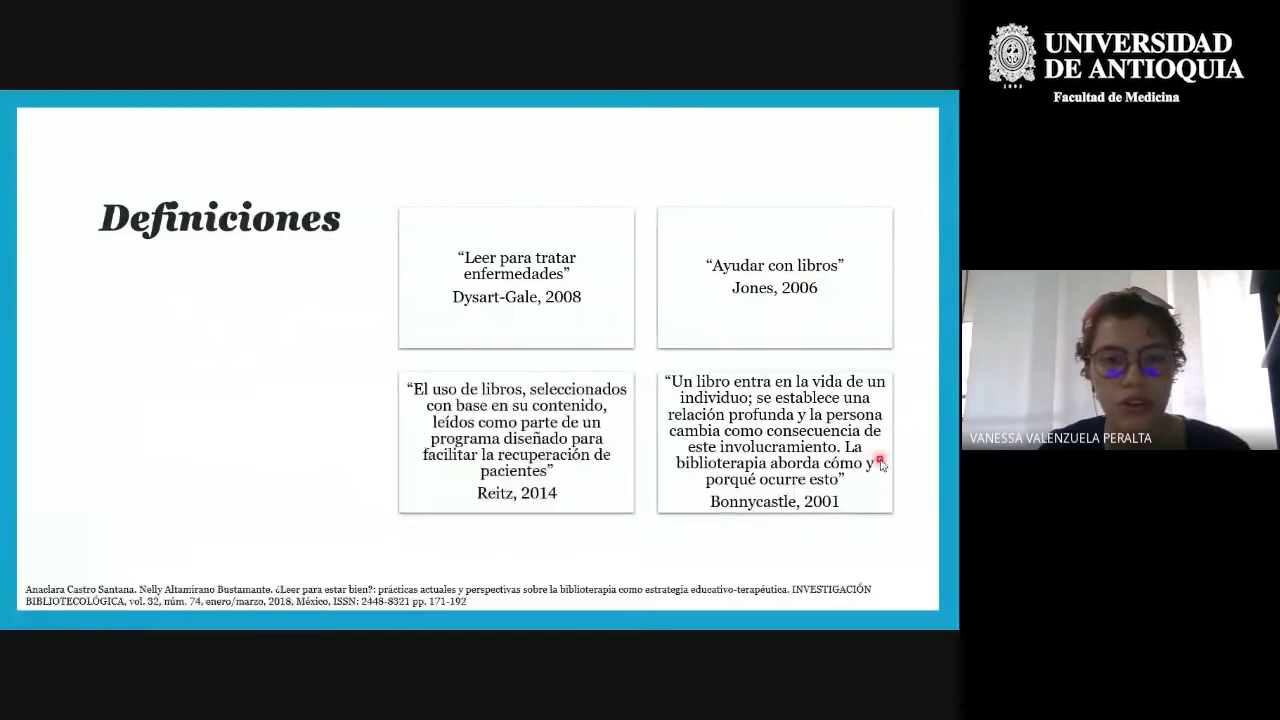 UNIVERSIDAD
DE ANTIOQUIA
1803
Facultad de Medicina
Definiciones
“Leer para tratar
enfermedades”
Dysart-Gale, 2008
“Ayudar con libros”
Jones, 2006
“El uso de libros, seleccionados
con base en su contenido,
leídos como parte de un
programa diseñado para
facilitar la recuperación de
pacientes”
Reitz, 2014
“Un libro entra en la vida de un
individuo; se establece una
relación profunda y la persona
cambia como consecuencia de
este involucramiento. La
biblioterapia aborda cómo y
porqué ocurre esto”
Bonnycastle, 2001
VANESSA VALENZUELA PERALTA
Anaclara Castro Santana. Nelly Altamirano Bustamante. ¿Leer para estar bien?: prácticas actuales y perspectivas sobre la biblioterapia como estrategia educativo-terapéutica. INVESTIGACIÓN
BIBLIOTECOLÓGICA, vol. 32, núm. 74, enero/marzo, 2018, México, ISSN: 2448-8321 pp. 171-192